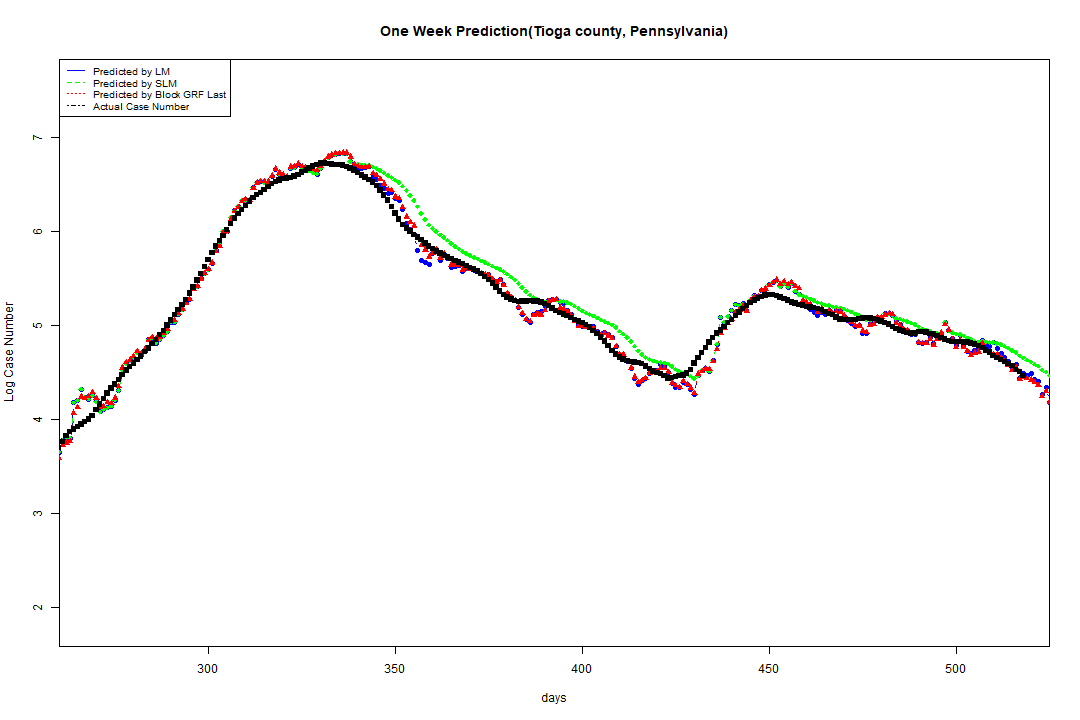 One Week Prediction(Tioga county, Pennsylvania)
Predicted by LM
Predicted by SLM
Predicted by Block GRF Last
Actual Case Number
7
6
5
4
3
2
Log Case Number
300 350 400 450 500
days